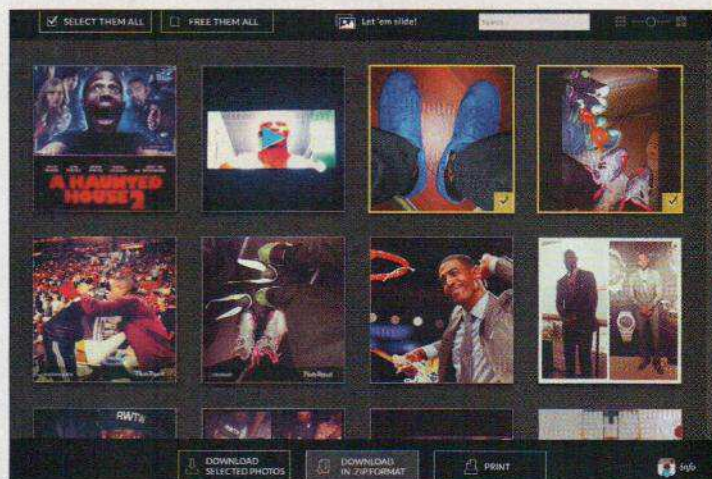 SELECT THEM ALL
FREE THEM ALL
Let 'em slide!
Search...
A HAUNTED
HOUSE 2
RWTW
DOWNLOAD
SELECTED PHOTOS
DOWNLOAD
IN .ZIP FORMAT
PRINT
info